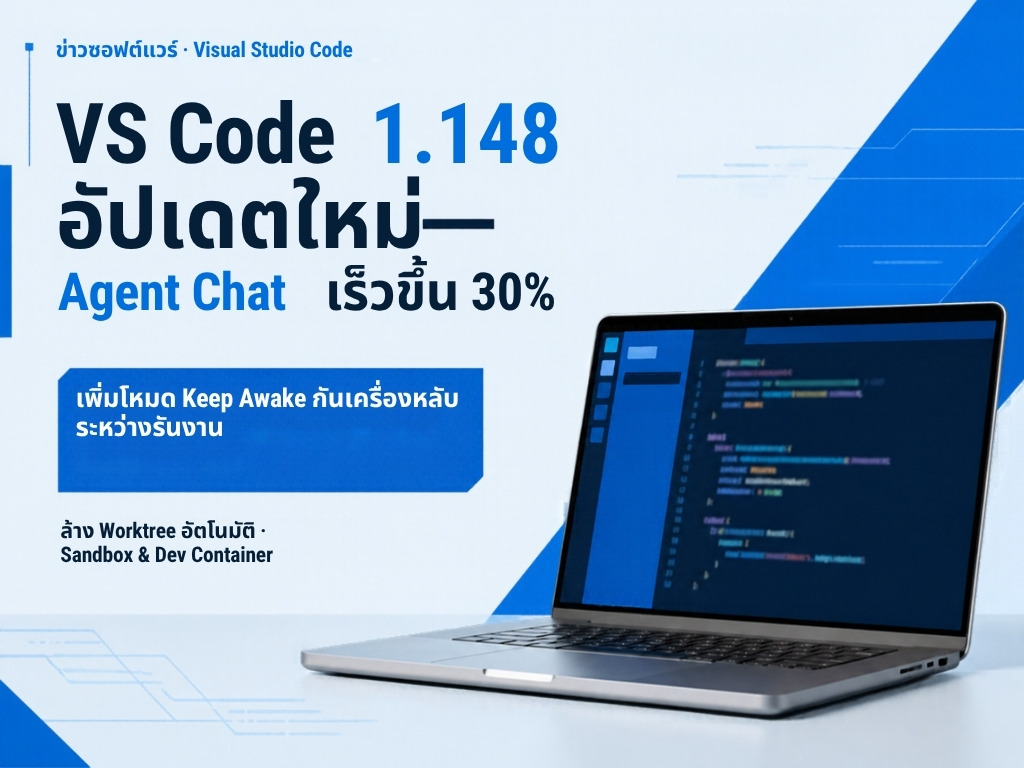 ข่าวซอฟต์แวร์ · Visual Studio Code
VS Code 1.148
อัปเดตใหม่—
Agent Chat เร็วขึ้น 30%
เพิ่มโหมด Keep Awake กันเครื่องหลับ
ระหว่างรันงาน
ล้าง Worktree อัตโนมัติ ·
Sandbox & Dev Container